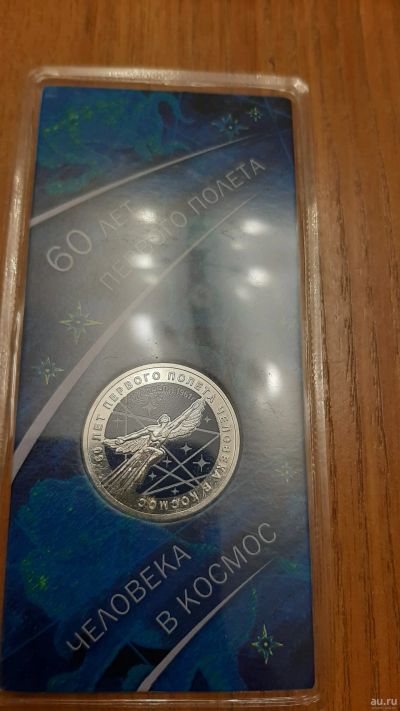 60 ЛЕТ
ПЕРВОГО ПОЛЕТА
60 ЛЕТ ПЕРВОГО ПОЛЕТА ЧЕЛОВЕКА В КОСМОС
ЧЕЛОВЕКА
В КОСМОС
au.ru